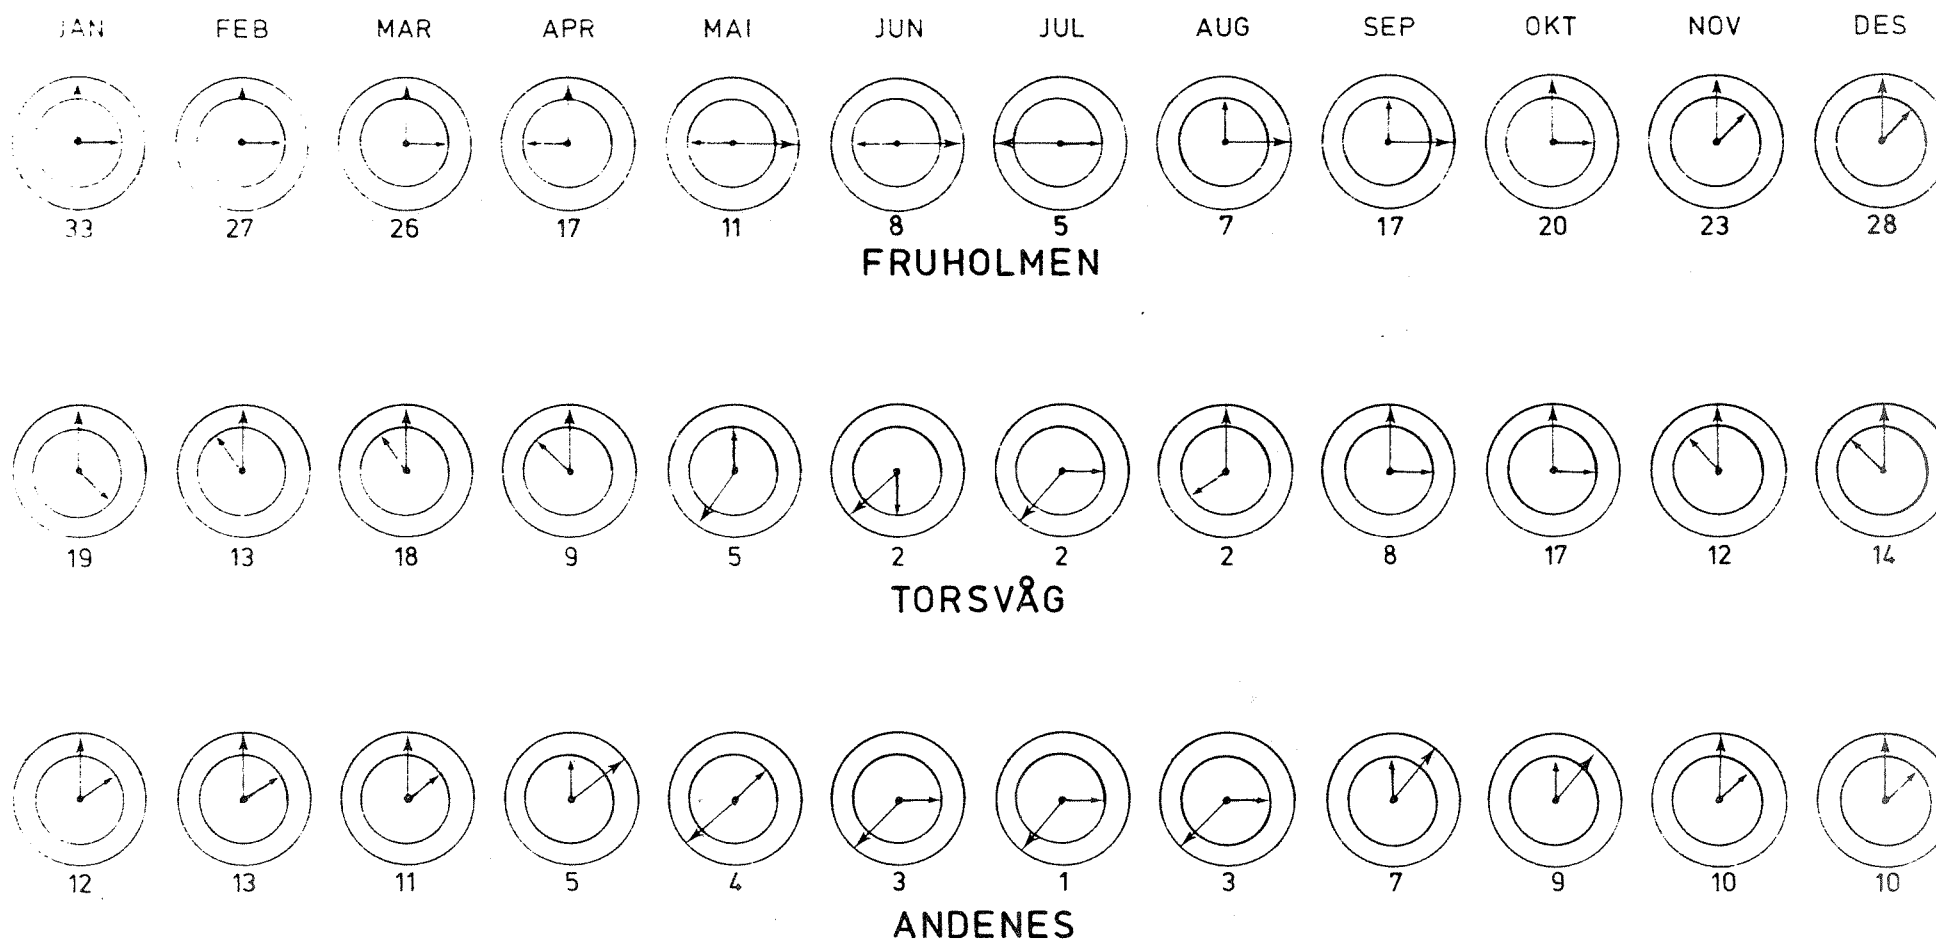 JAN FEB MAR APR MAI JUN JUL AUG SEP OKT NOV DES
33 27 26 17 11 8 5 7 17 20 23 28
FRUHOLMEN
19 13 18 9 5 2 2 2 8 17 12 14
TORSVÅG
12 13 11 5 4 3 1 3 7 9 10 10
ANDENES